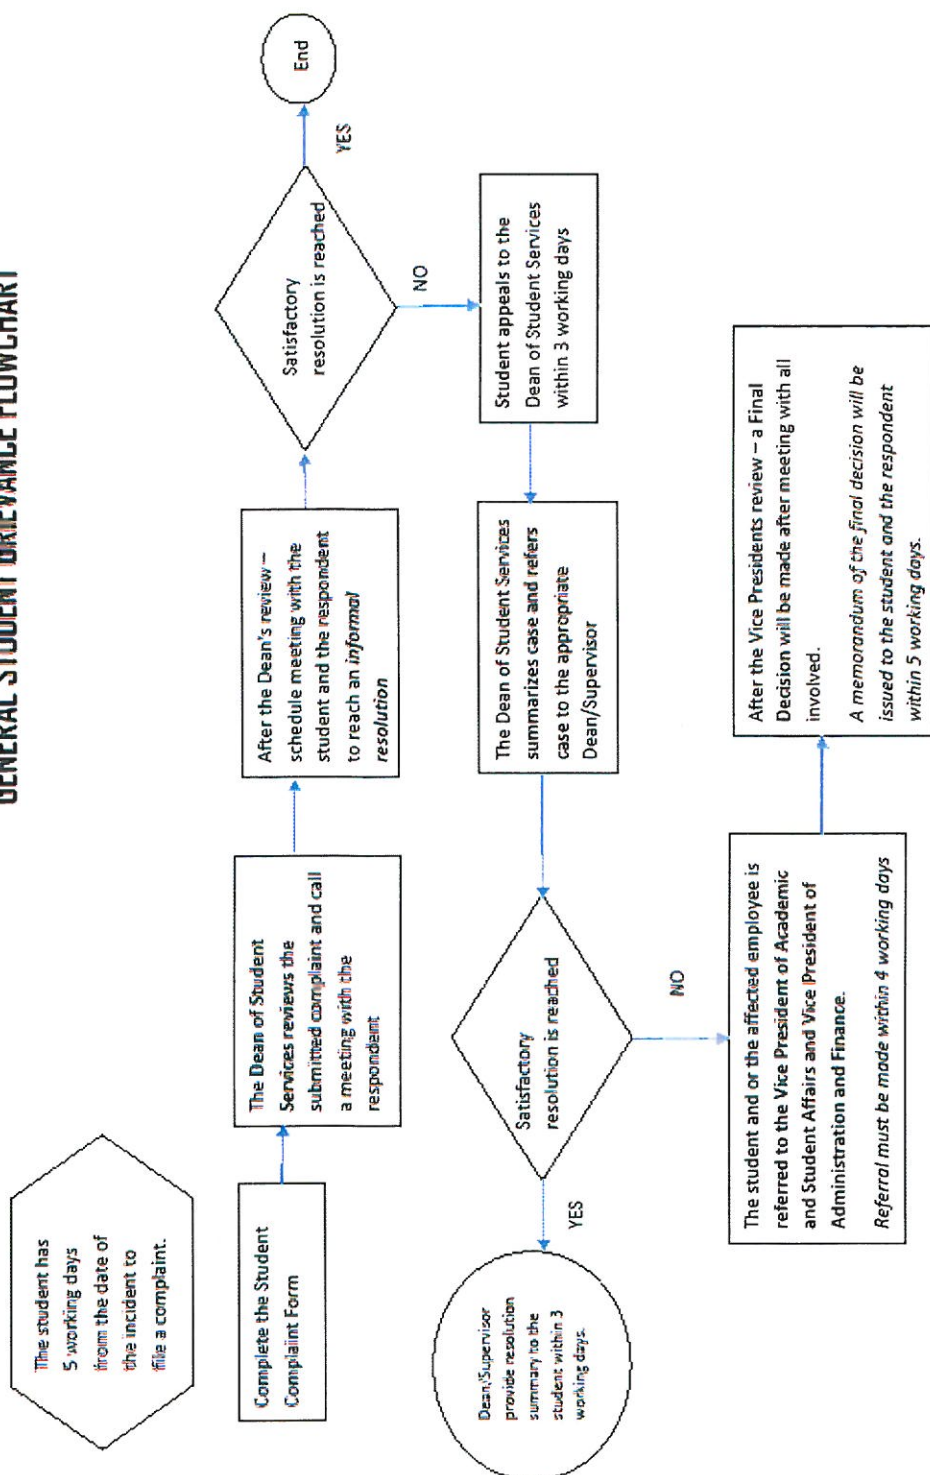 GENERAL STUDENT GRIEVANCE FLOWCHART
The student has
5 working days
from the date of
the incident to
file a complaint.
Complete the Student
Complaint Form
The Dean of Student
Services reviews the
submitted complaint and call
a meeting with the
respondent
After the Dean's review –
schedule meeting with the
student and the respondent
to reach an informal
resolution
Satisfactory
resolution is reached
YES
End
NO
Student appeals to the
Dean of Student Services
within 3 working days
The Dean of Student Services
summarizes case and refers
case to the appropriate
Dean/Supervisor
Satisfactory
resolution is reached
YES
Dean/Supervisor
provide resolution
summary to the
student within 3
working days.
NO
The student and or the affected employee is
referred to the Vice President of Academic
and Student Affairs and Vice President of
Administration and Finance.
Referral must be made within 4 working days
After the Vice Presidents review – a Final
Decision will be made after meeting with all
involved.
A memorandum of the final decision will be
issued to the student and the respondent
within 5 working days.